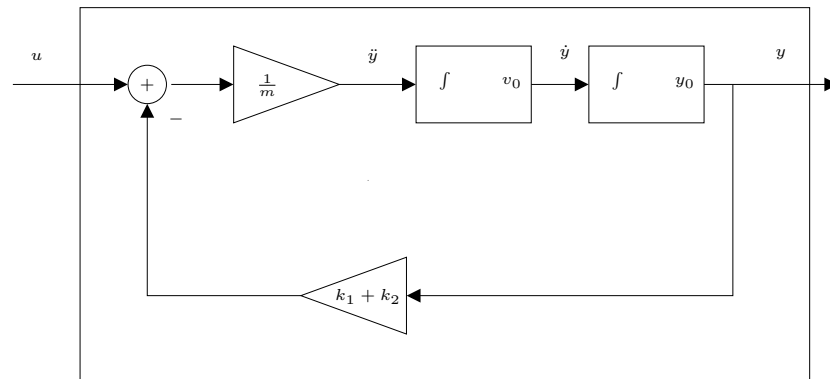 u
ÿ
ẏ
y
+
1/m
∫ v₀
∫ y₀
−
k₁ + k₂